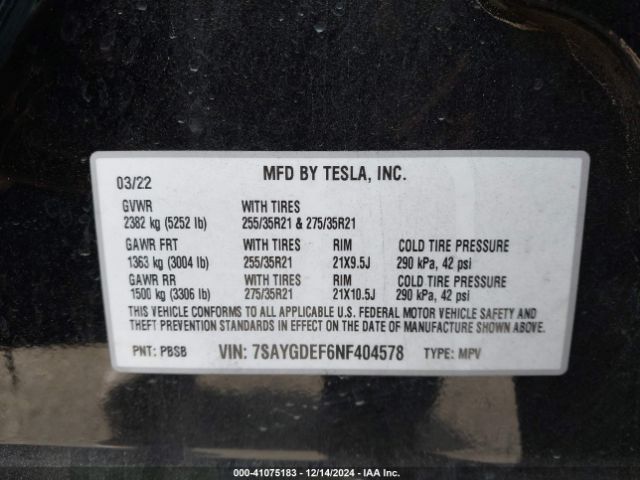 MFD BY TESLA, INC.
03/22
GVWR WITH TIRES
2382 kg (5252 lb) 255/35R21 & 275/35R21
GAWR FRT WITH TIRES RIM COLD TIRE PRESSURE
1363 kg (3004 lb) 255/35R21 21X9.5J 290 kPa, 42 psi
GAWR RR WITH TIRES RIM COLD TIRE PRESSURE
1500 kg (3306 lb) 275/35R21 21X10.5J 290 kPa, 42 psi
THIS VEHICLE CONFORMS TO ALL APPLICABLE U.S. FEDERAL MOTOR VEHICLE SAFETY AND
THEFT PREVENTION STANDARDS IN EFFECT ON THE DATE OF MANUFACTURE SHOWN ABOVE.
PNT: PBSB VIN: 7SAYGDEF6NF404578 TYPE: MPV
000-41075183 - 12/14/2024 - IAA Inc.